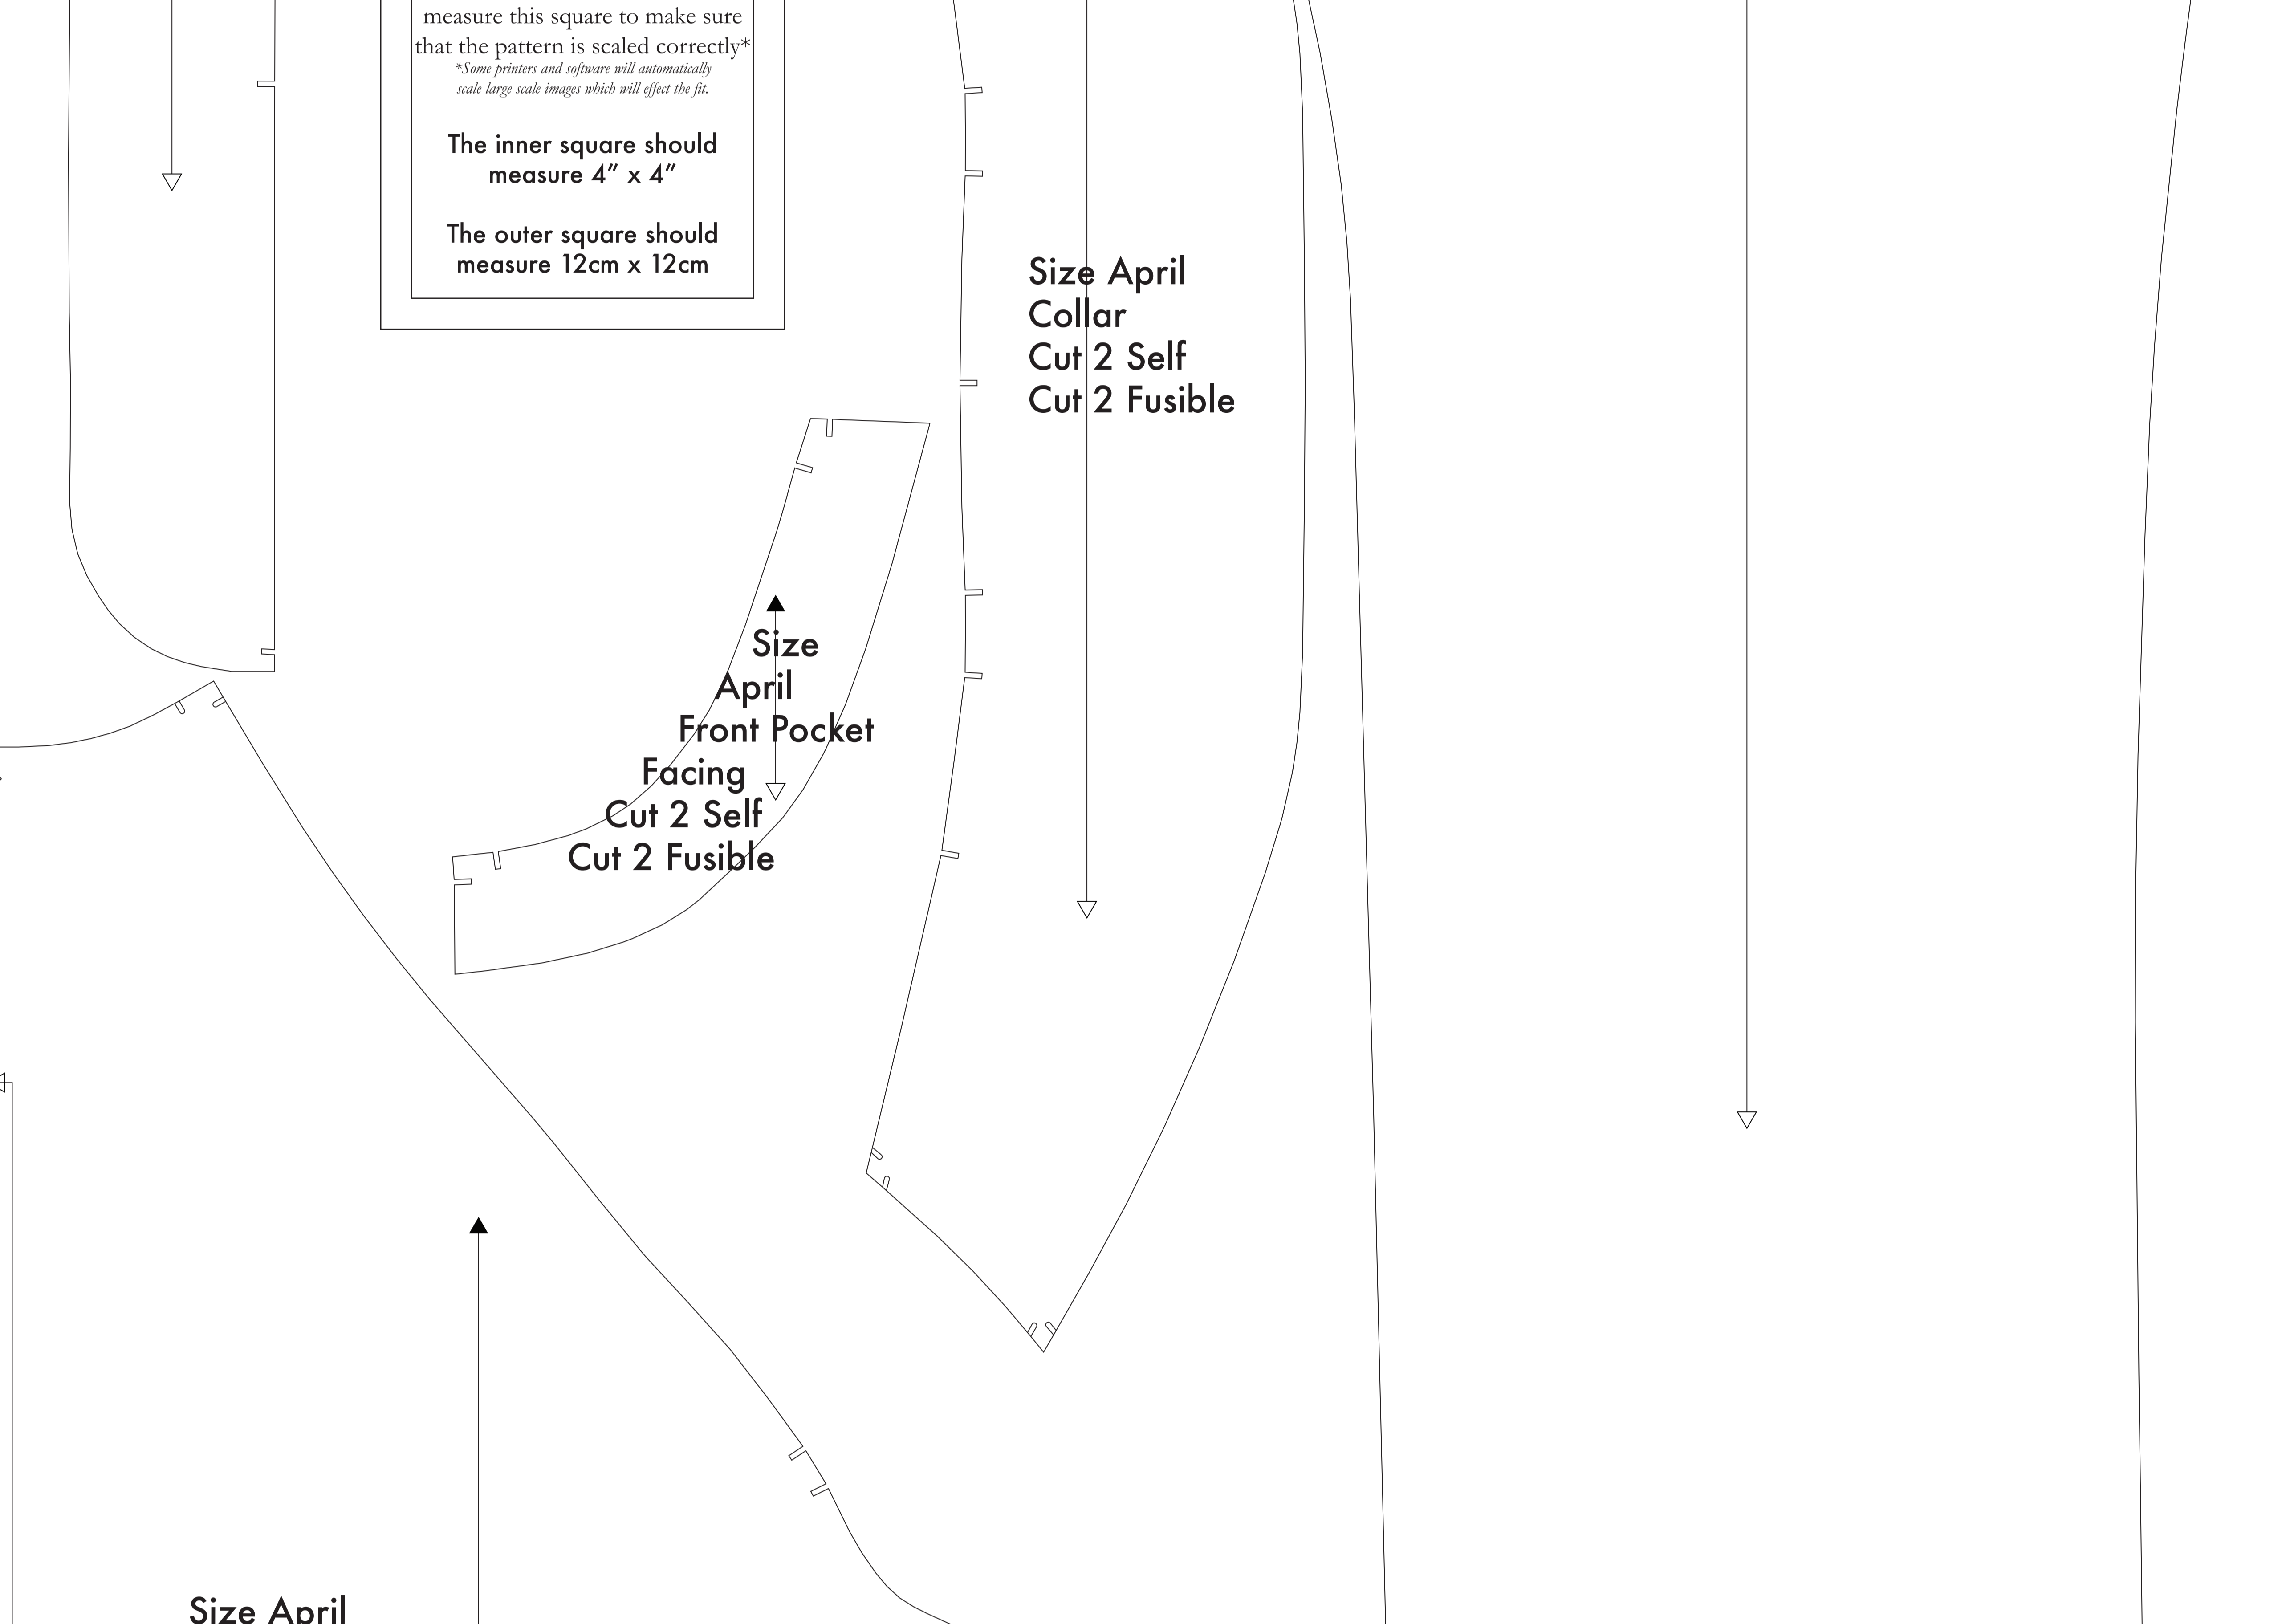 measure this square to make sure
that the pattern is scaled correctly*
*Some printers and software will automatically
scale large scale images which will effect the fit.
The inner square should
measure 4” x 4”
The outer square should
measure 12cm x 12cm
Size April
Collar
Cut 2 Self
Cut 2 Fusible
Size
April
Front Pocket
Facing
Cut 2 Self
Cut 2 Fusible
Size April